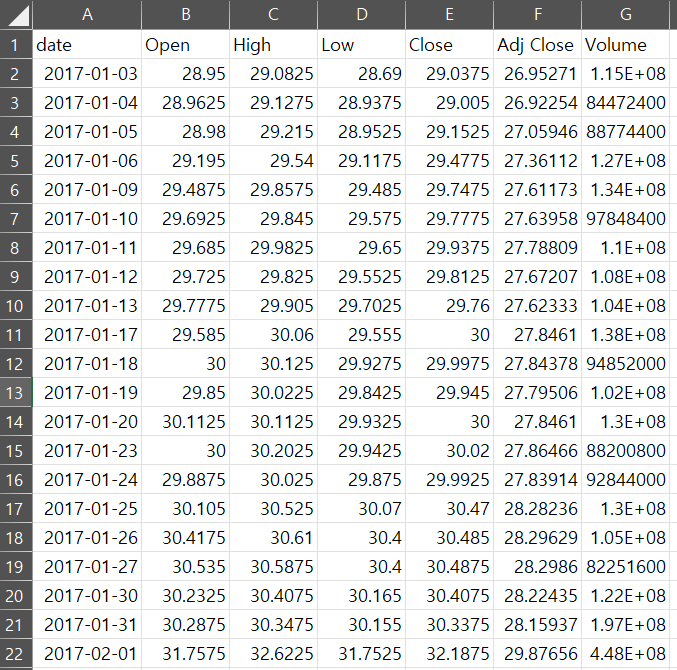 A B C D E F G
1 date Open High Low Close Adj Close Volume
2 2017-01-03 28.95 29.0825 28.69 29.0375 26.95271 1.15E+08
3 2017-01-04 28.9625 29.1275 28.9375 29.005 26.92254 84472400
4 2017-01-05 28.98 29.215 28.9525 29.1525 27.05946 88774400
5 2017-01-06 29.195 29.54 29.1175 29.4775 27.36112 1.27E+08
6 2017-01-09 29.4875 29.8575 29.485 29.7475 27.61173 1.34E+08
7 2017-01-10 29.6925 29.845 29.575 29.7775 27.63958 97848400
8 2017-01-11 29.685 29.9825 29.65 29.9375 27.78809 1.1E+08
9 2017-01-12 29.725 29.825 29.5525 29.8125 27.67207 1.08E+08
10 2017-01-13 29.7775 29.905 29.7025 29.76 27.62333 1.04E+08
11 2017-01-17 29.585 30.06 29.555 30 27.8461 1.38E+08
12 2017-01-18 30 30.125 29.9275 29.9975 27.84378 94852000
13 2017-01-19 29.85 30.0225 29.8425 29.945 27.79506 1.02E+08
14 2017-01-20 30.1125 30.1125 29.9325 30 27.8461 1.3E+08
15 2017-01-23 30 30.2025 29.9425 30.02 27.86466 88200800
16 2017-01-24 29.8875 30.025 29.875 29.9925 27.83914 92844000
17 2017-01-25 30.105 30.525 30.07 30.47 28.28236 1.3E+08
18 2017-01-26 30.4175 30.61 30.4 30.485 28.29629 1.05E+08
19 2017-01-27 30.535 30.5875 30.4 30.4875 28.2986 82251600
20 2017-01-30 30.2325 30.4075 30.165 30.4075 28.22435 1.22E+08
21 2017-01-31 30.2875 30.3475 30.155 30.3375 28.15937 1.97E+08
22 2017-02-01 31.7575 32.6225 31.7525 32.1875 29.87656 4.48E+08